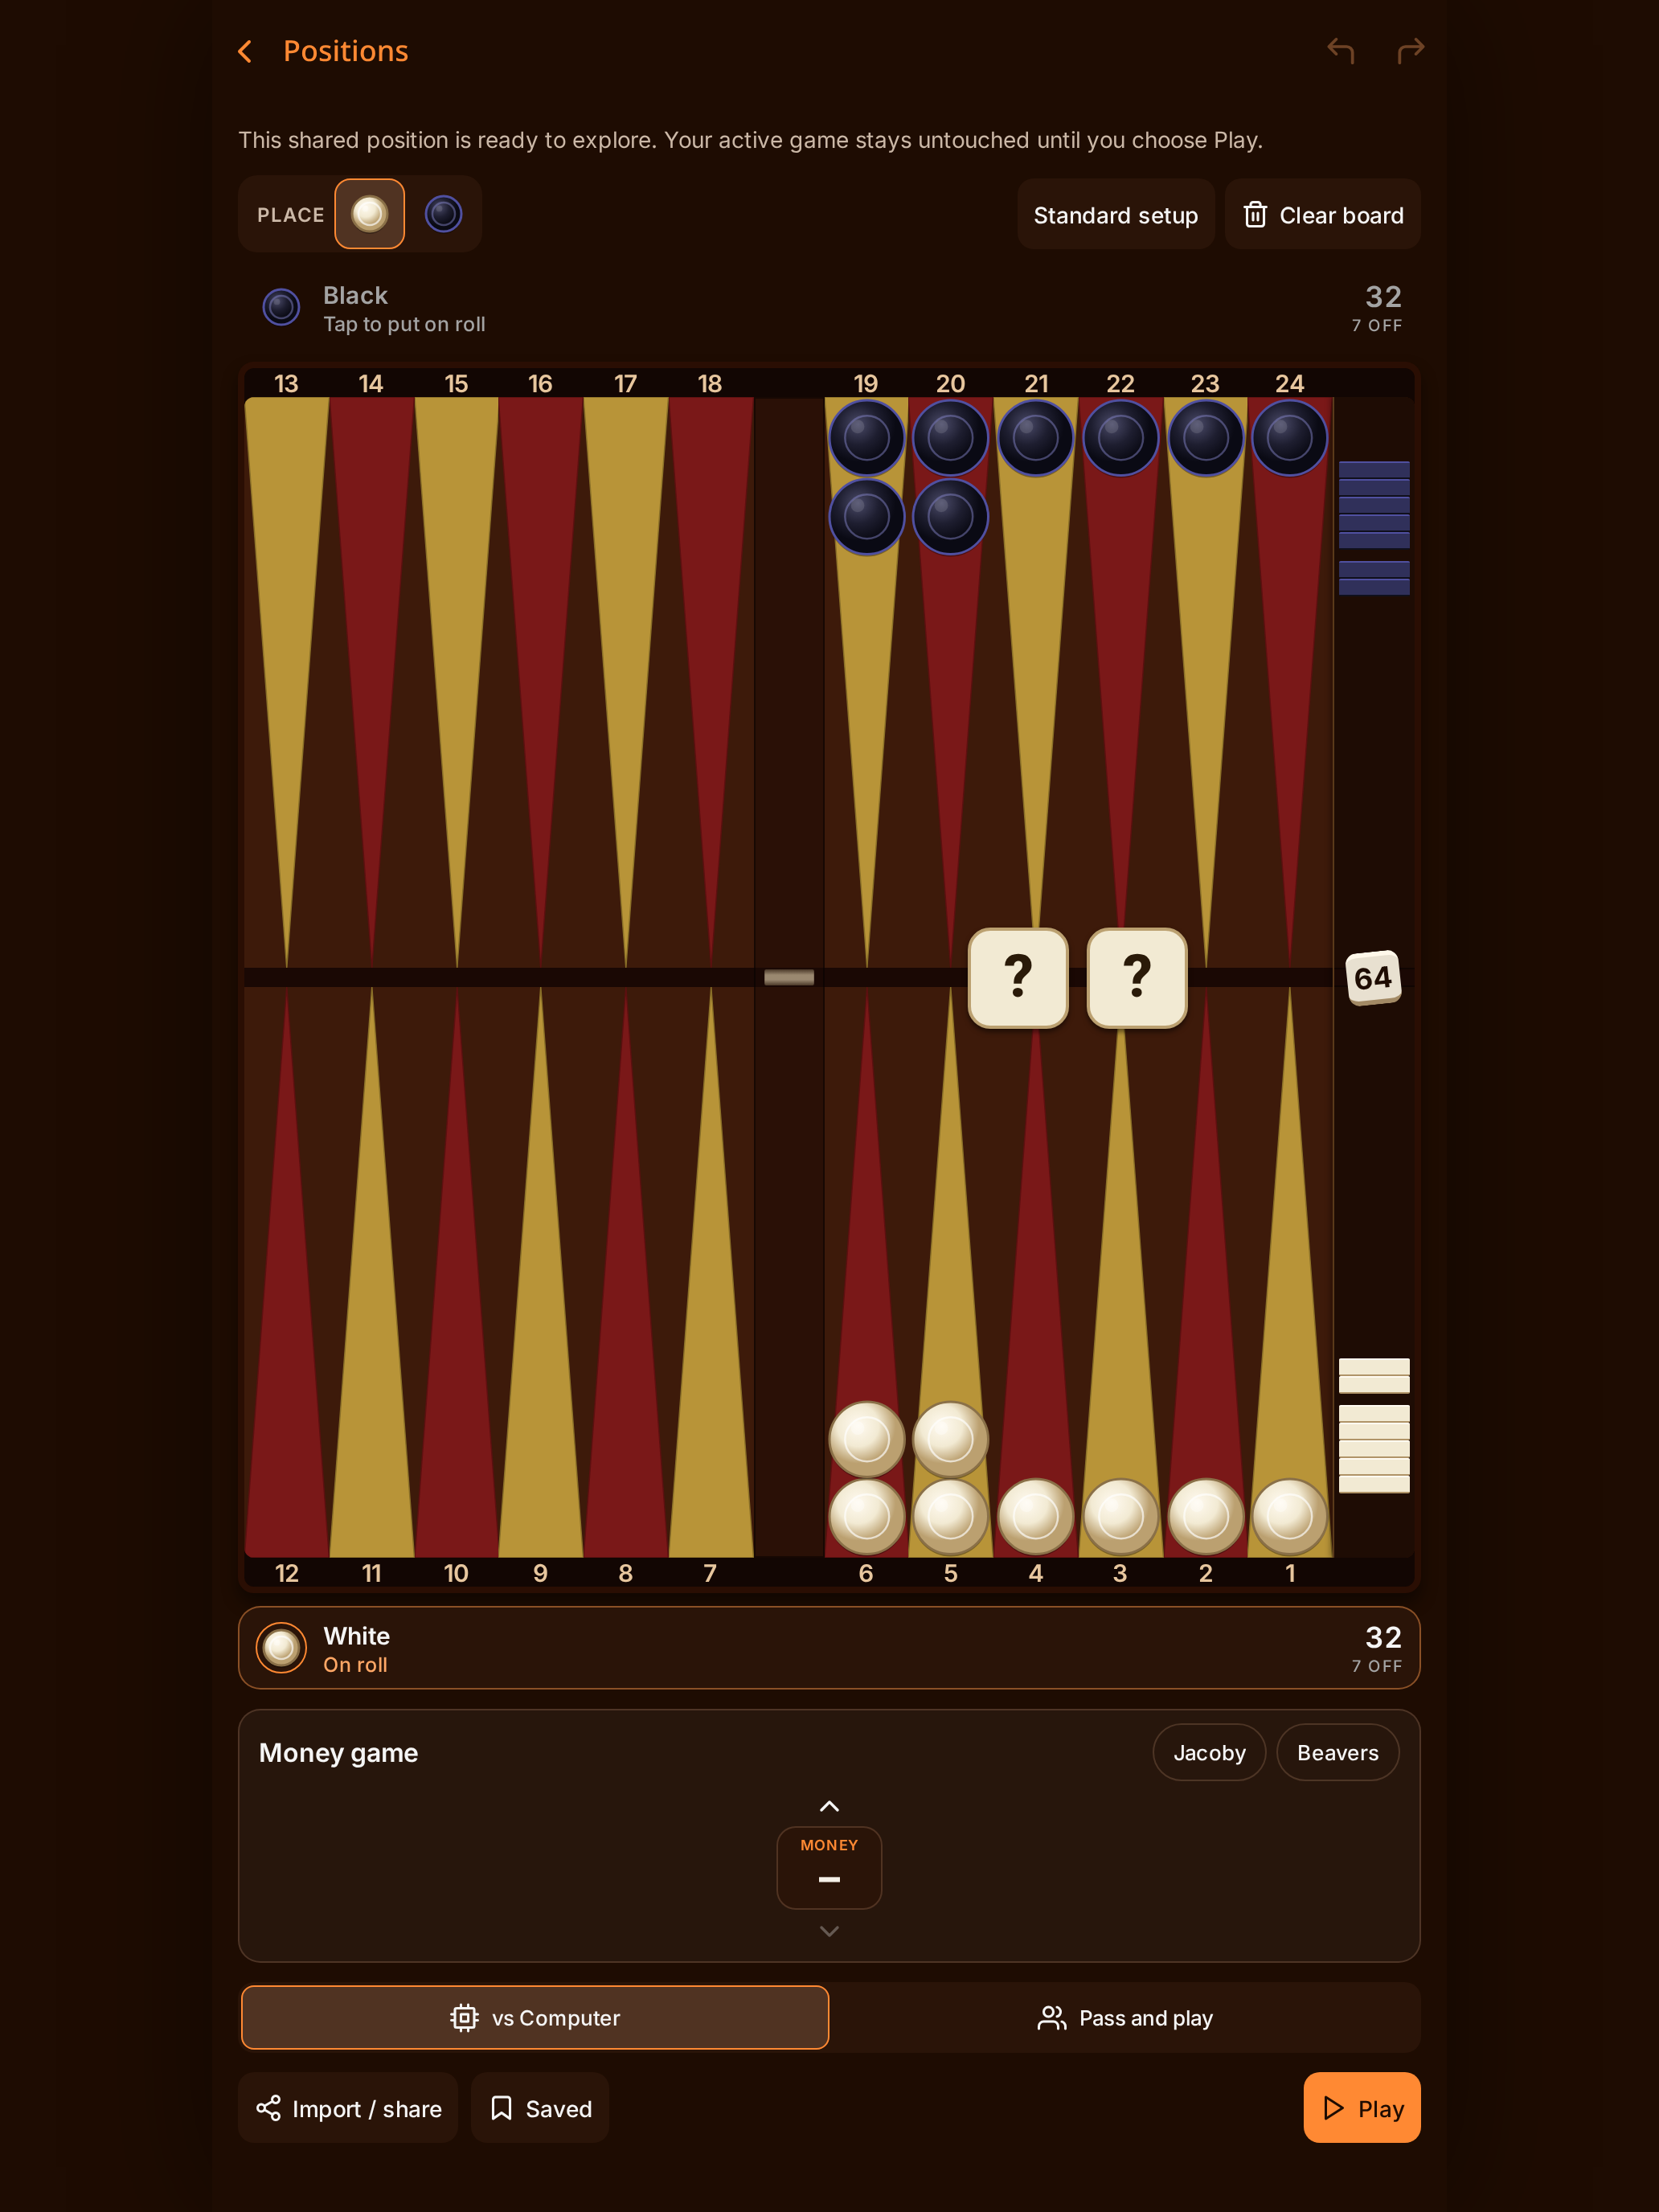 Positions
This shared position is ready to explore. Your active game stays untouched until you choose Play.
PLACE
Standard setup
Clear board
Black
Tap to put on roll
32
7 OFF
13 14 15 16 17 18 19 20 21 22 23 24
? ? 64
12 11 10 9 8 7 6 5 4 3 2 1
White
On roll
32
7 OFF
Money game
Jacoby
Beavers
MONEY
–
vs Computer
Pass and play
Import / share
Saved
Play